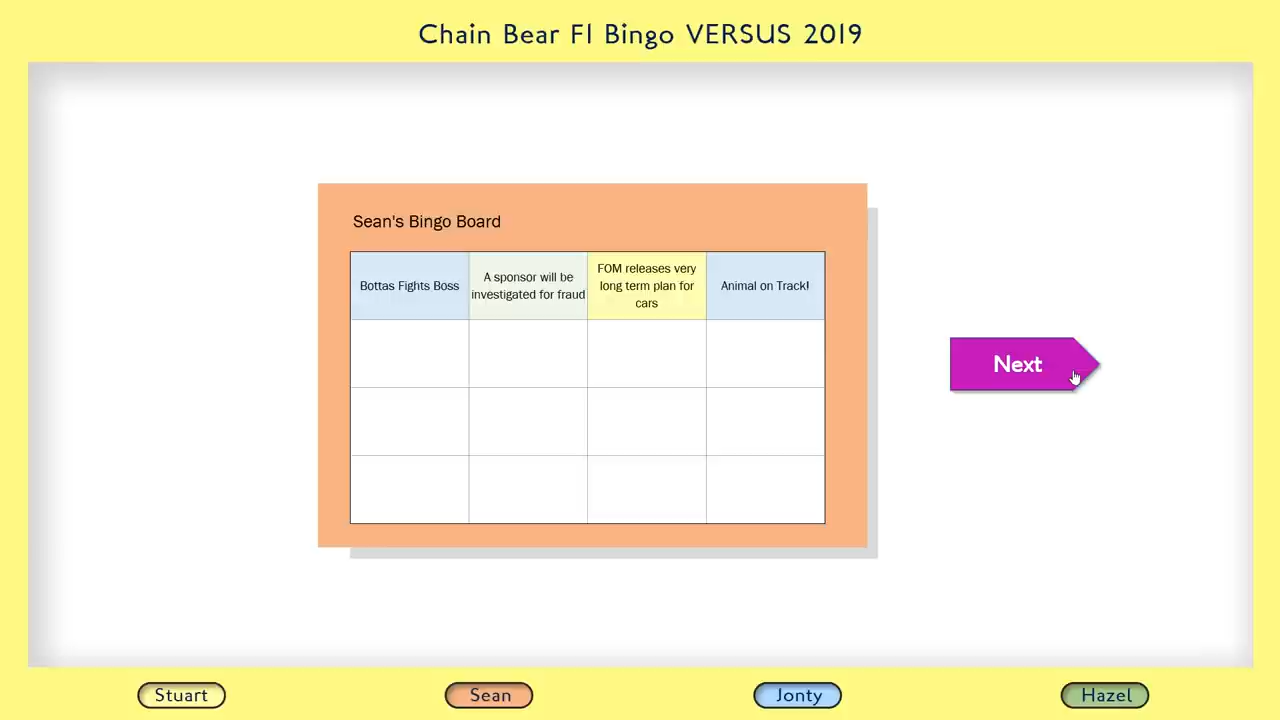 Chain Bear F1 Bingo VERSUS 2019
Sean's Bingo Board
Bottas Fights Boss
A sponsor will be
investigated for fraud
FOM releases very
long term plan for
cars
Animal on Track!
Next
Stuart
Sean
Jonty
Hazel